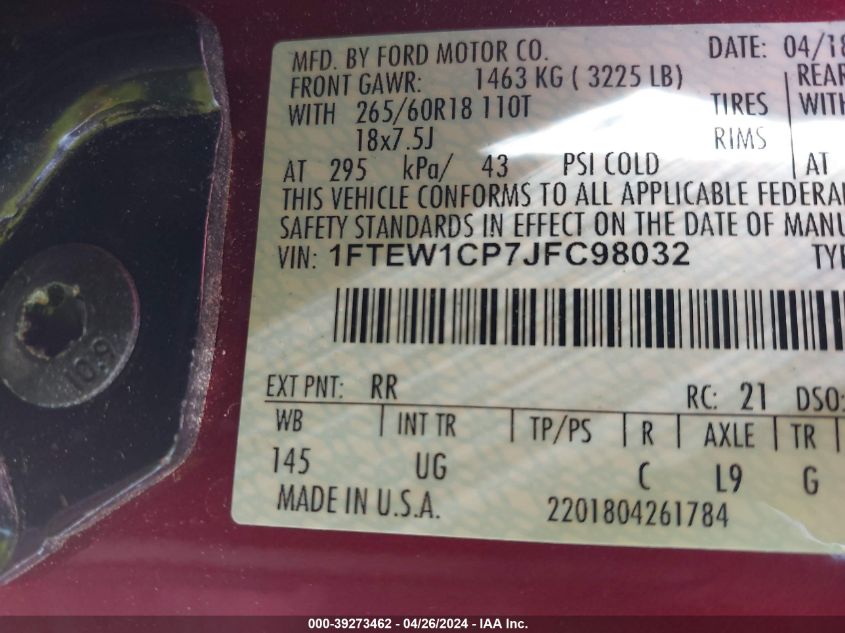 MFD. BY FORD MOTOR CO. DATE: 04/18
FRONT GAWR: 1463 KG ( 3225 LB) REAR
WITH 265/60R18 110T TIRES WITH
18x7.5J RIMS
AT 295 kPa/ 43 PSI COLD AT
THIS VEHICLE CONFORMS TO ALL APPLICABLE FEDERAL
SAFETY STANDARDS IN EFFECT ON THE DATE OF MANU
VIN: 1FTEW1CP7JFC98032 TYPE
EXT PNT: RR RC: 21 DSO:
WB INT TR TP/PS R AXLE TR
145 UG C L9 G
MADE IN U.S.A. 2201804261784
10.9
000-39273462 - 04/26/2024 - IAA Inc.